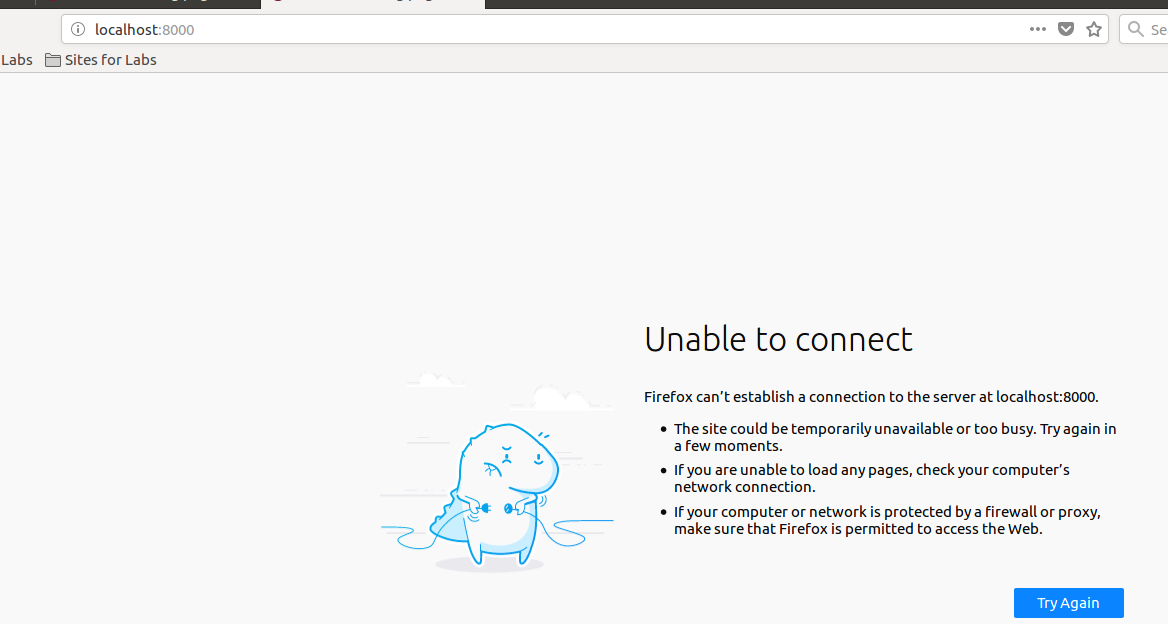 localhost:8000
Labs Sites for Labs
Unable to connect
Firefox can’t establish a connection to the server at localhost:8000.
The site could be temporarily unavailable or too busy. Try again in
a few moments.
If you are unable to load any pages, check your computer’s
network connection.
If your computer or network is protected by a firewall or proxy,
make sure that Firefox is permitted to access the Web.
Try Again